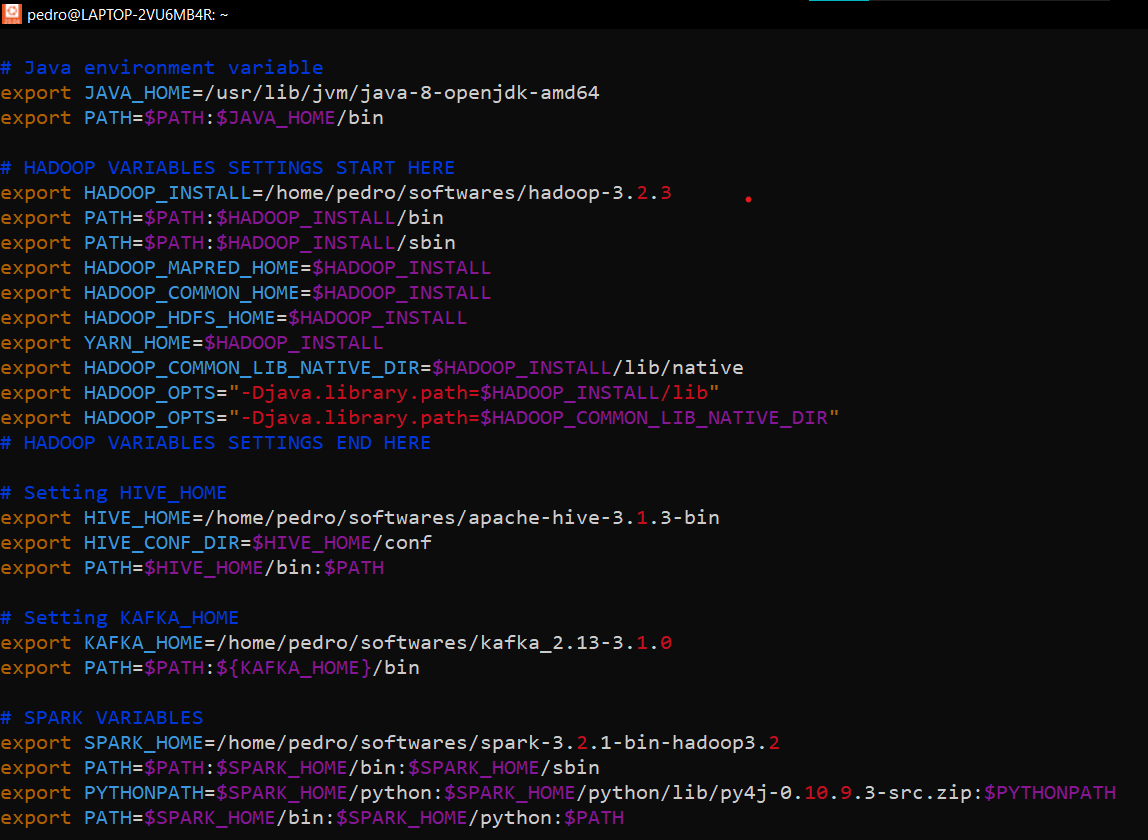 pedro@LAPTOP-2VU6MB4R: ~
# Java environment variable
export JAVA_HOME=/usr/lib/jvm/java-8-openjdk-amd64
export PATH=$PATH:$JAVA_HOME/bin
# HADOOP VARIABLES SETTINGS START HERE
export HADOOP_INSTALL=/home/pedro/softwares/hadoop-3.2.3
export PATH=$PATH:$HADOOP_INSTALL/bin
export PATH=$PATH:$HADOOP_INSTALL/sbin
export HADOOP_MAPRED_HOME=$HADOOP_INSTALL
export HADOOP_COMMON_HOME=$HADOOP_INSTALL
export HADOOP_HDFS_HOME=$HADOOP_INSTALL
export YARN_HOME=$HADOOP_INSTALL
export HADOOP_COMMON_LIB_NATIVE_DIR=$HADOOP_INSTALL/lib/native
export HADOOP_OPTS="-Djava.library.path=$HADOOP_INSTALL/lib"
export HADOOP_OPTS="-Djava.library.path=$HADOOP_COMMON_LIB_NATIVE_DIR"
# HADOOP VARIABLES SETTINGS END HERE
# Setting HIVE_HOME
export HIVE_HOME=/home/pedro/softwares/apache-hive-3.1.3-bin
export HIVE_CONF_DIR=$HIVE_HOME/conf
export PATH=$HIVE_HOME/bin:$PATH
# Setting KAFKA_HOME
export KAFKA_HOME=/home/pedro/softwares/kafka_2.13-3.1.0
export PATH=$PATH:${KAFKA_HOME}/bin
# SPARK VARIABLES
export SPARK_HOME=/home/pedro/softwares/spark-3.2.1-bin-hadoop3.2
export PATH=$PATH:$SPARK_HOME/bin:$SPARK_HOME/sbin
export PYTHONPATH=$SPARK_HOME/python:$SPARK_HOME/python/lib/py4j-0.10.9.3-src.zip:$PYTHONPATH
export PATH=$SPARK_HOME/bin:$SPARK_HOME/python:$PATH